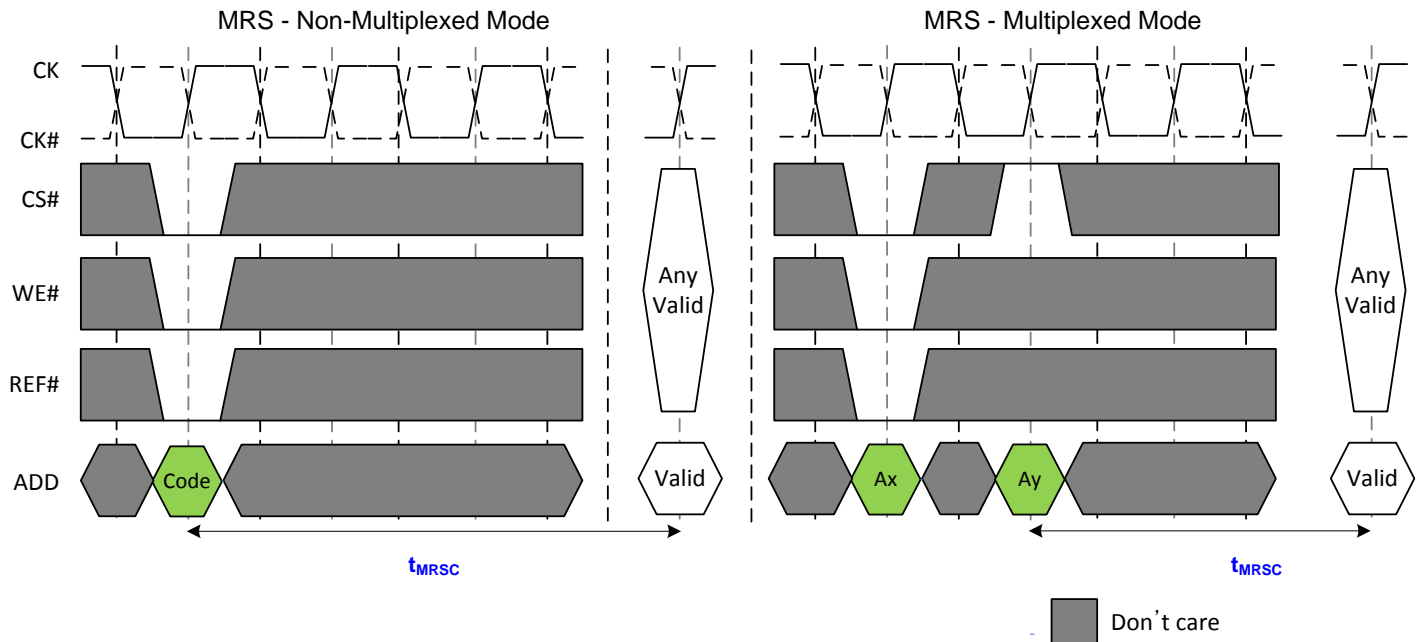 MRS - Non-Multiplexed Mode
MRS - Multiplexed Mode
CK
CK#
CS#
WE#
REF#
ADD
Any
Valid
Any
Valid
Code
Valid
Ax
Ay
Valid
tMRSC
tMRSC
Don't care